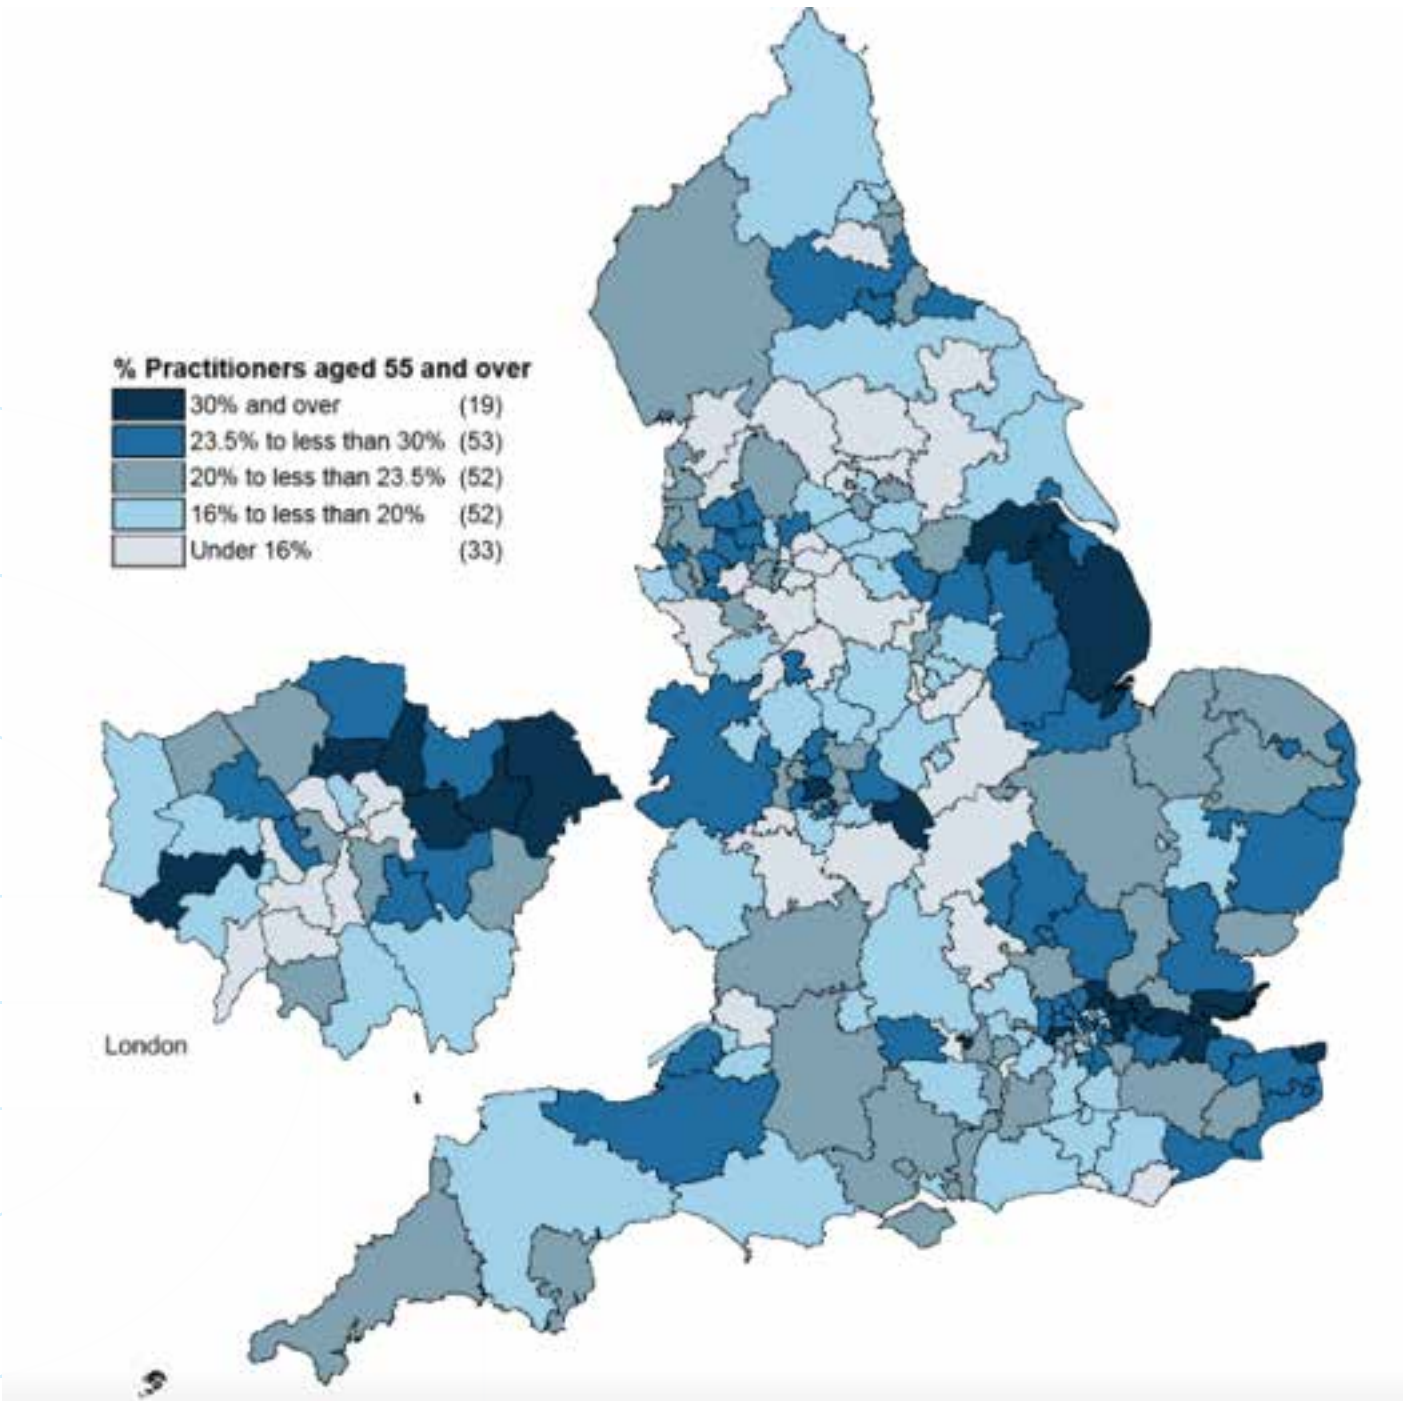 % Practitioners aged 55 and over
30% and over (19)
23.5% to less than 30% (53)
20% to less than 23.5% (52)
16% to less than 20% (52)
Under 16% (33)
London